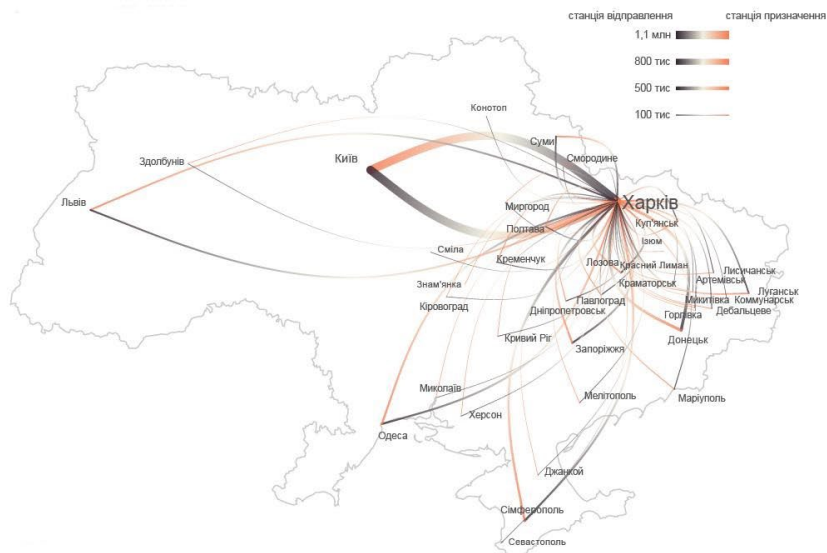 станція відправлення
станція призначення
1,1 млн
800 тис
500 тис
100 тис
Конотоп
Суми
Смородине
Київ
Здолбунів
Львів
Харків
Миргород
Куп'янськ
Полтава
Ізюм
Сміла
Кременчук
Лозова
Красний Лиман
Лисичанськ
Артемівськ
Знам'янка
Краматорськ
Луганськ
Кіровоград
Павлоград
Микитівка
Коммунарськ
Дніпропетровськ
Дебальцеве
Горлівка
Кривий Ріг
Донецьк
Запоріжжя
Миколаїв
Мелітополь
Маріуполь
Херсон
Одеса
Джанкой
Сімферополь
Севастополь